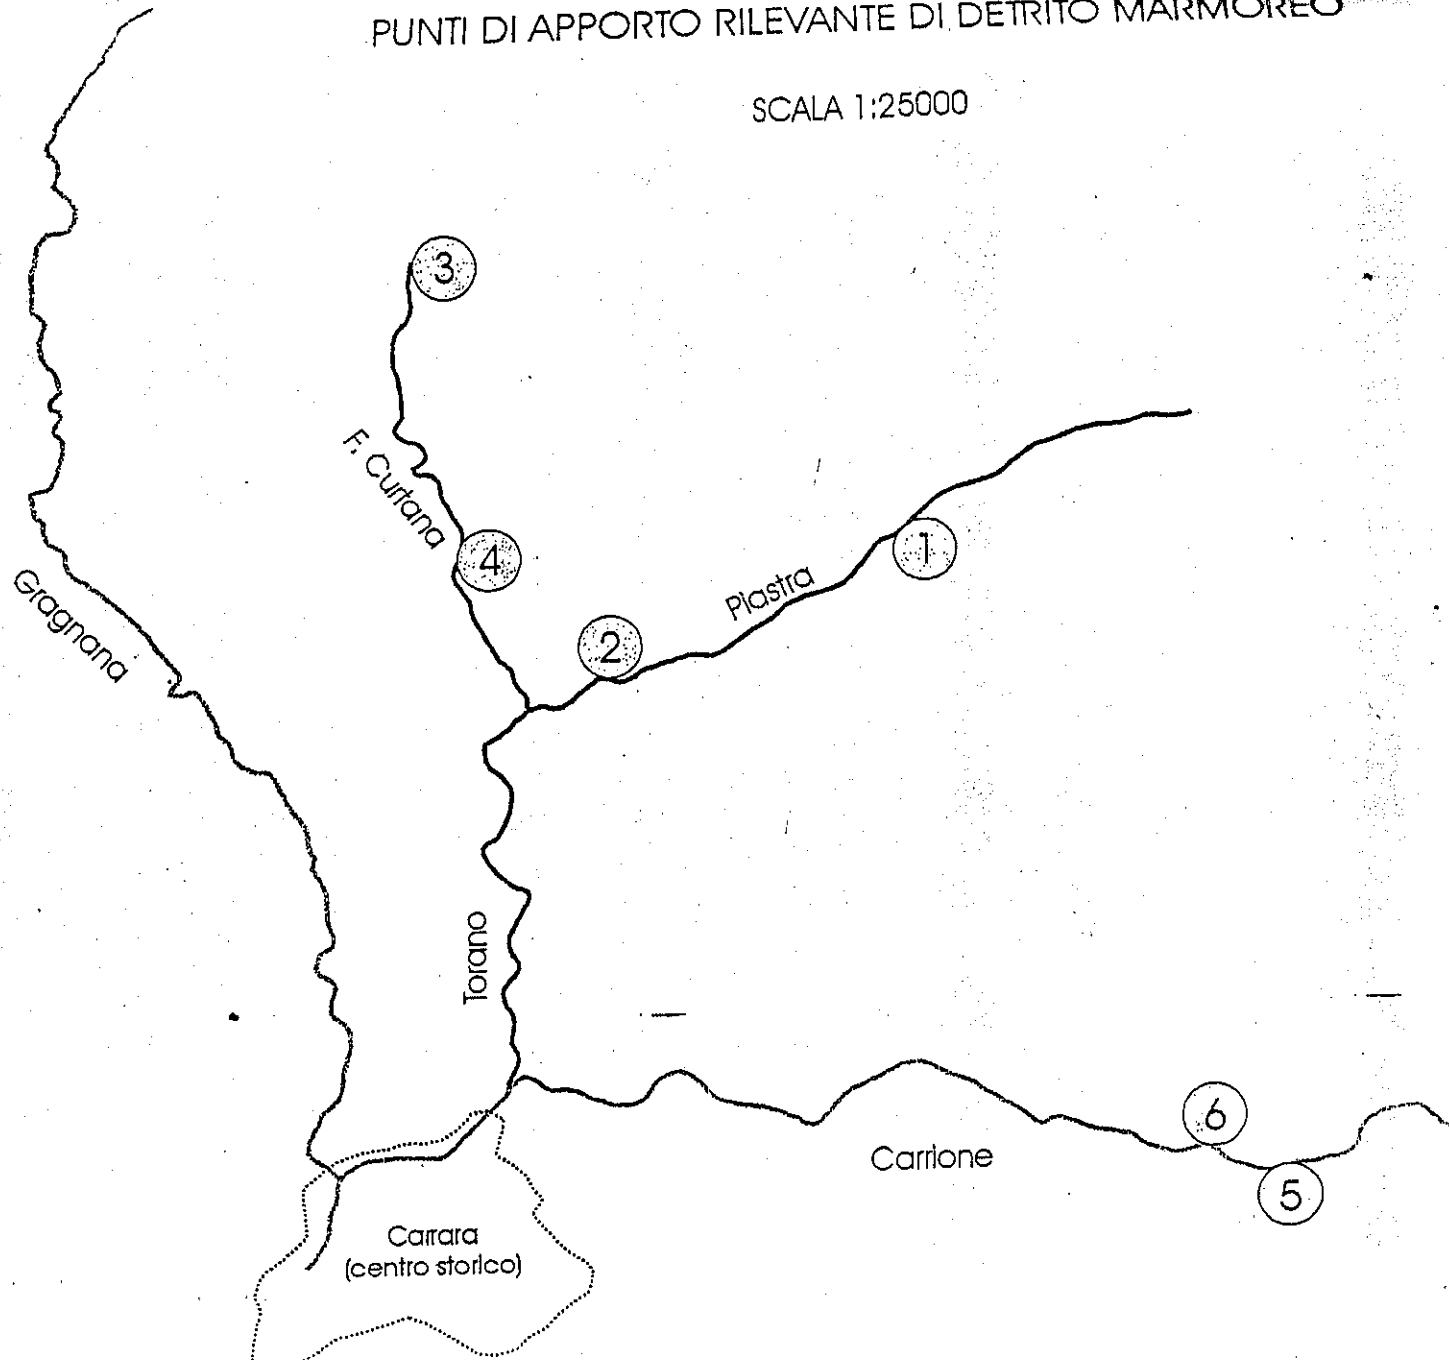 PUNTI DI APPORTO RILEVANTE DI DETRITO MARMOREO
SCALA 1:25000
3
F. Curtana
4
1
Piastra
2
Gragnana
Torano
6
Carrione
5
Carrara
(centro storico)